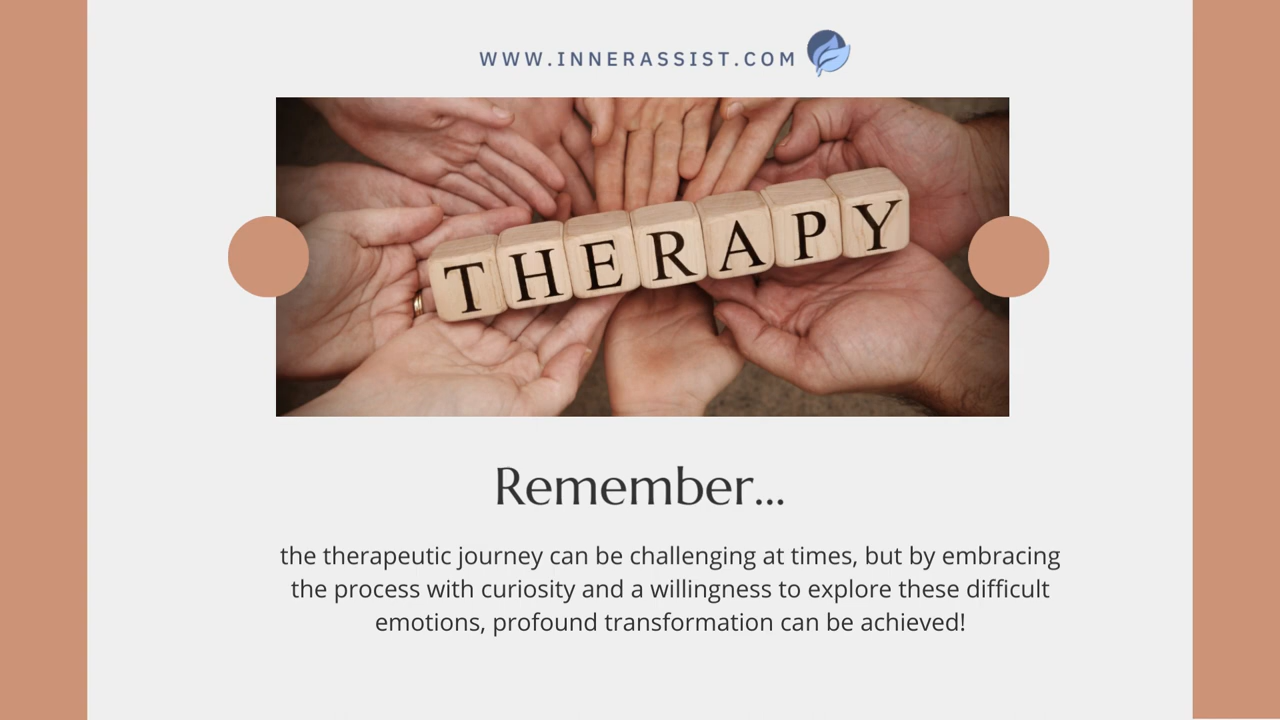 WWW.INNERASSIST.COM
THERAPY
Remember...
the therapeutic journey can be challenging at times, but by embracing
the process with curiosity and a willingness to explore these difficult
emotions, profound transformation can be achieved!